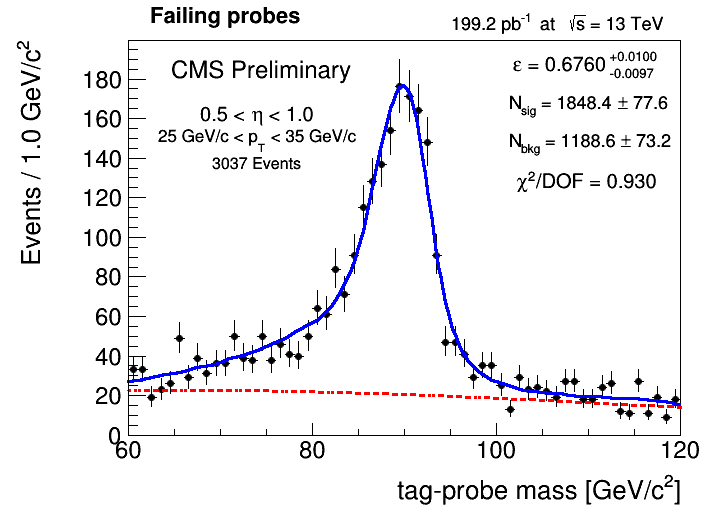 Failing probes
199.2 pb⁻¹ at √s = 13 TeV
CMS Preliminary
0.5 < η < 1.0
25 GeV/c < p_T < 35 GeV/c
3037 Events
ε = 0.6760 +0.0100 -0.0097
N_sig = 1848.4 ± 77.6
N_bkg = 1188.6 ± 73.2
χ²/DOF = 0.930
Events / 1.0 GeV/c²
180
160
140
120
100
80
60
40
20
0
60 80 100 120
tag-probe mass [GeV/c²]